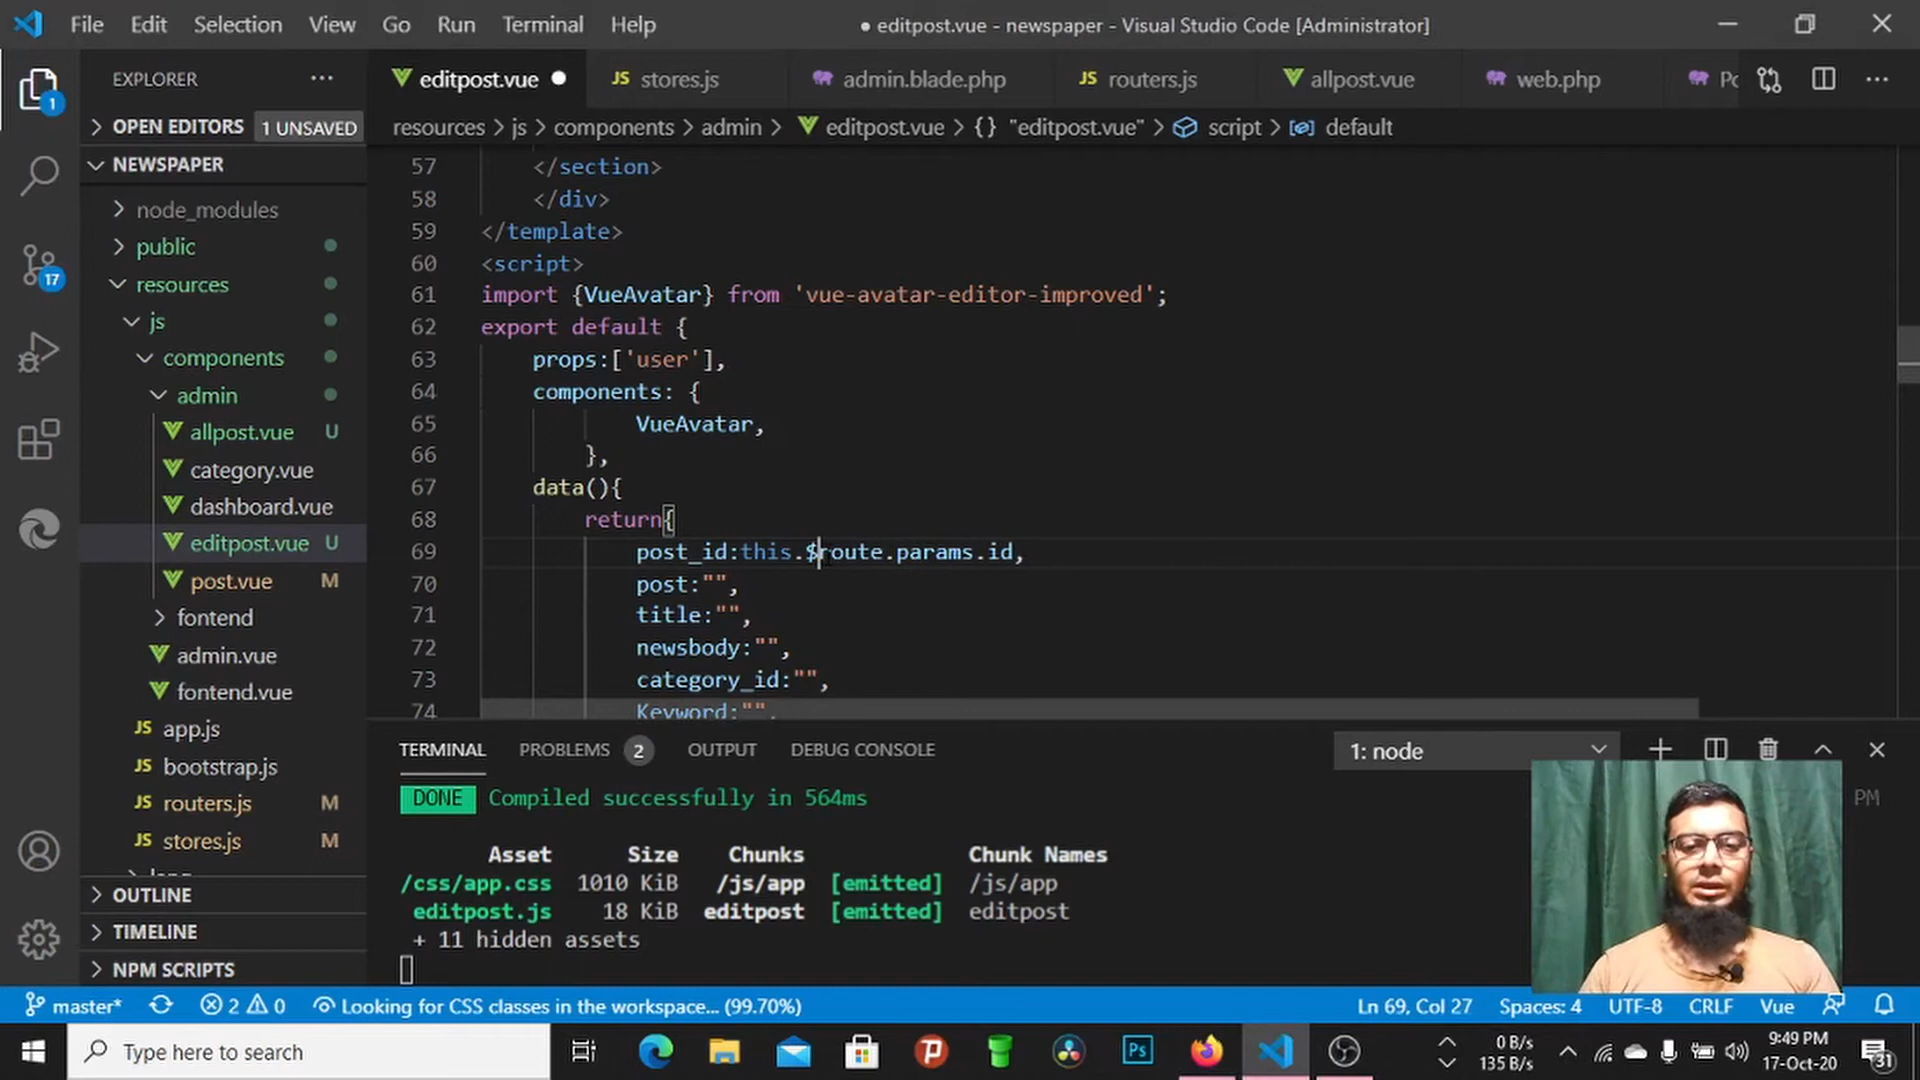 File Edit Selection View Go Run Terminal Help
● editpost.vue - newspaper - Visual Studio Code [Administrator]
EXPLORER
editpost.vue
JS stores.js
admin.blade.php
JS routers.js
allpost.vue
web.php
OPEN EDITORS 1 UNSAVED
resources > js > components > admin > editpost.vue > {} "editpost.vue" > script > default
NEWSPAPER
node_modules
public
resources
js
components
admin
allpost.vue U
category.vue
dashboard.vue
editpost.vue U
post.vue M
fontend
admin.vue
fontend.vue
JS app.js
JS bootstrap.js
JS routers.js M
JS stores.js M
OUTLINE
TIMELINE
NPM SCRIPTS
1
17
57 </section>
58 </div>
59 </template>
60 <script>
61 import {VueAvatar} from 'vue-avatar-editor-improved';
62 export default {
63 props:['user'],
64 components: {
65 VueAvatar,
66 },
67 data(){
68 return{
69 post_id:this.$route.params.id,
70 post:"",
71 title:"",
72 newsbody:"",
73 category_id:"",
74 Keyword:"",
TERMINAL PROBLEMS 2 OUTPUT DEBUG CONSOLE
1: node
DONE Compiled successfully in 564ms
PM
Asset Size Chunks Chunk Names
/css/app.css 1010 KiB /js/app [emitted] /js/app
editpost.js 18 KiB editpost [emitted] editpost
+ 11 hidden assets
master* 2 0 Looking for CSS classes in the workspace... (99.70%)
Ln 69, Col 27 Spaces: 4 UTF-8 CRLF Vue
Type here to search
Ps
0 B/s
135 B/s
9:49 PM
17-Oct-20
31